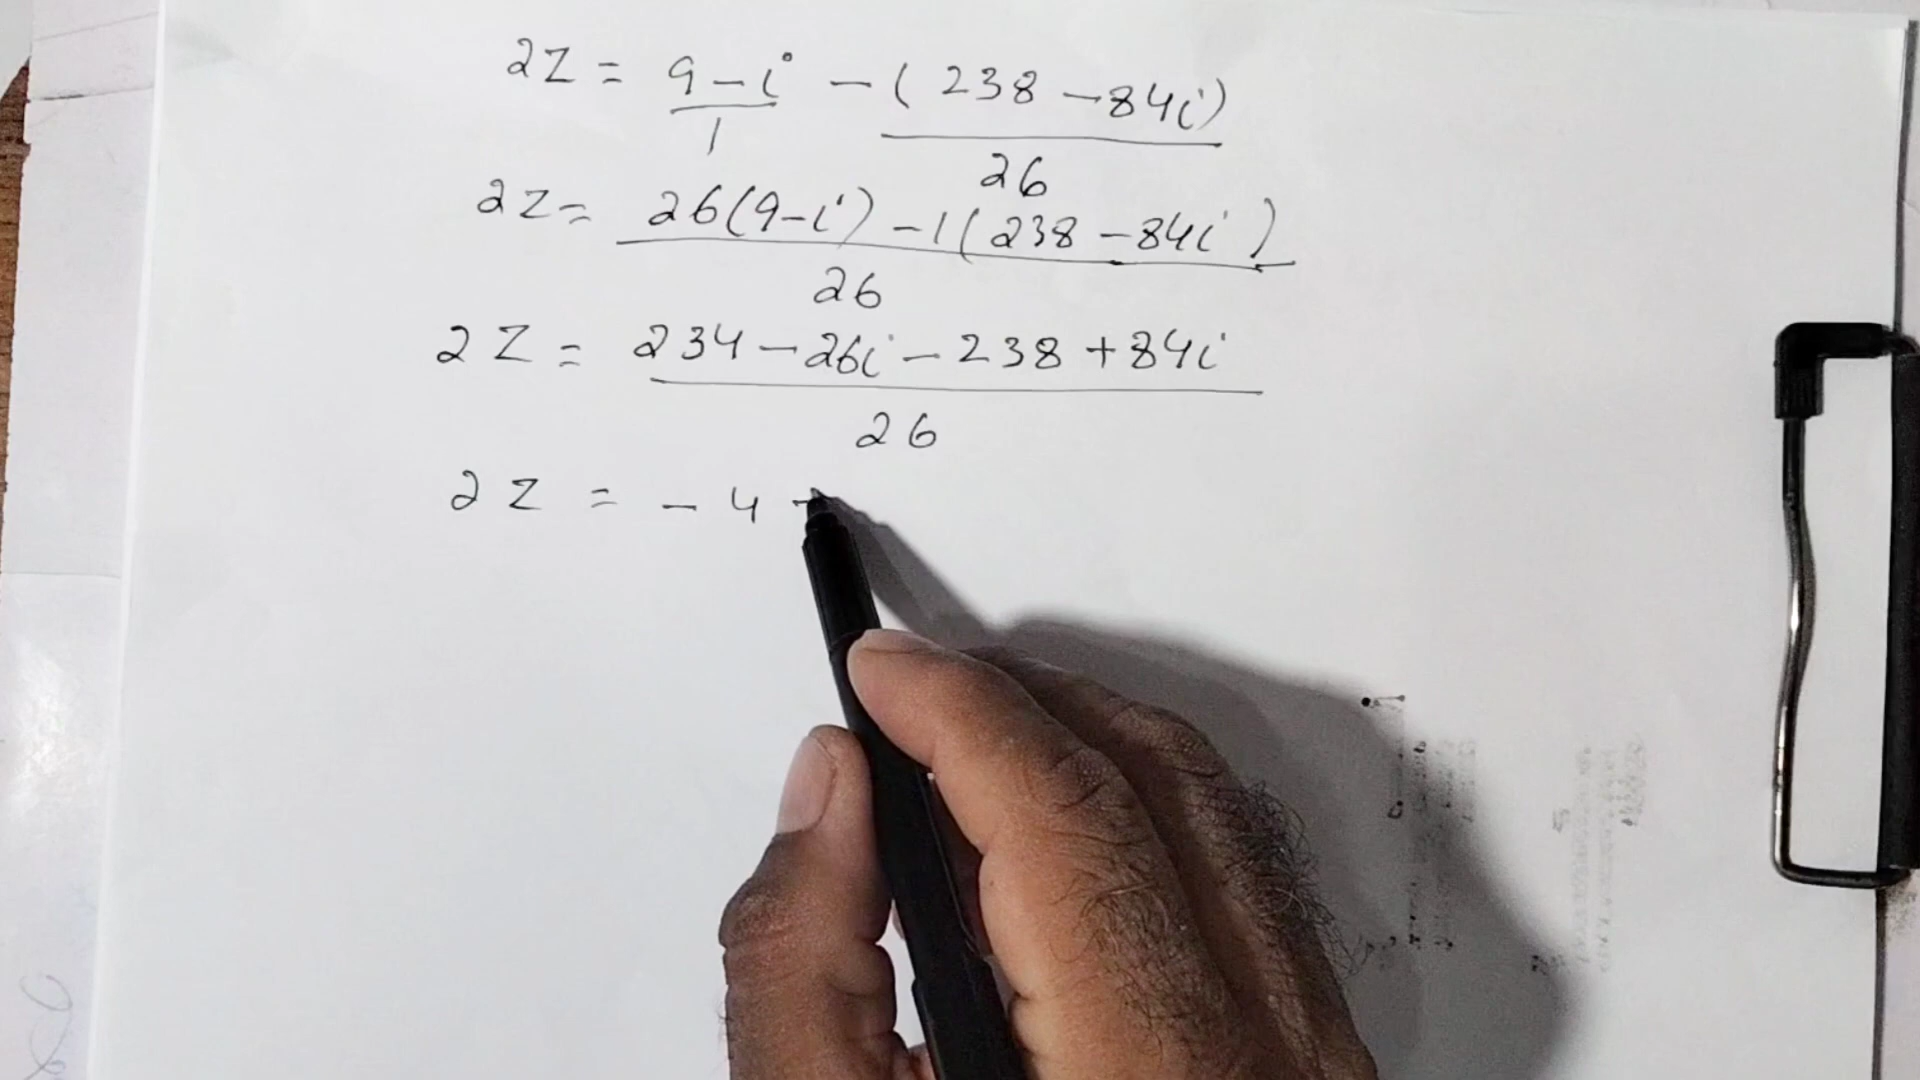 2Z = 9 - i - (238 - 84i)
1 26
2Z = 26(9 - i) - 1(238 - 84i)
26
2Z = 234 - 26i - 238 + 84i
26
2Z = - 4